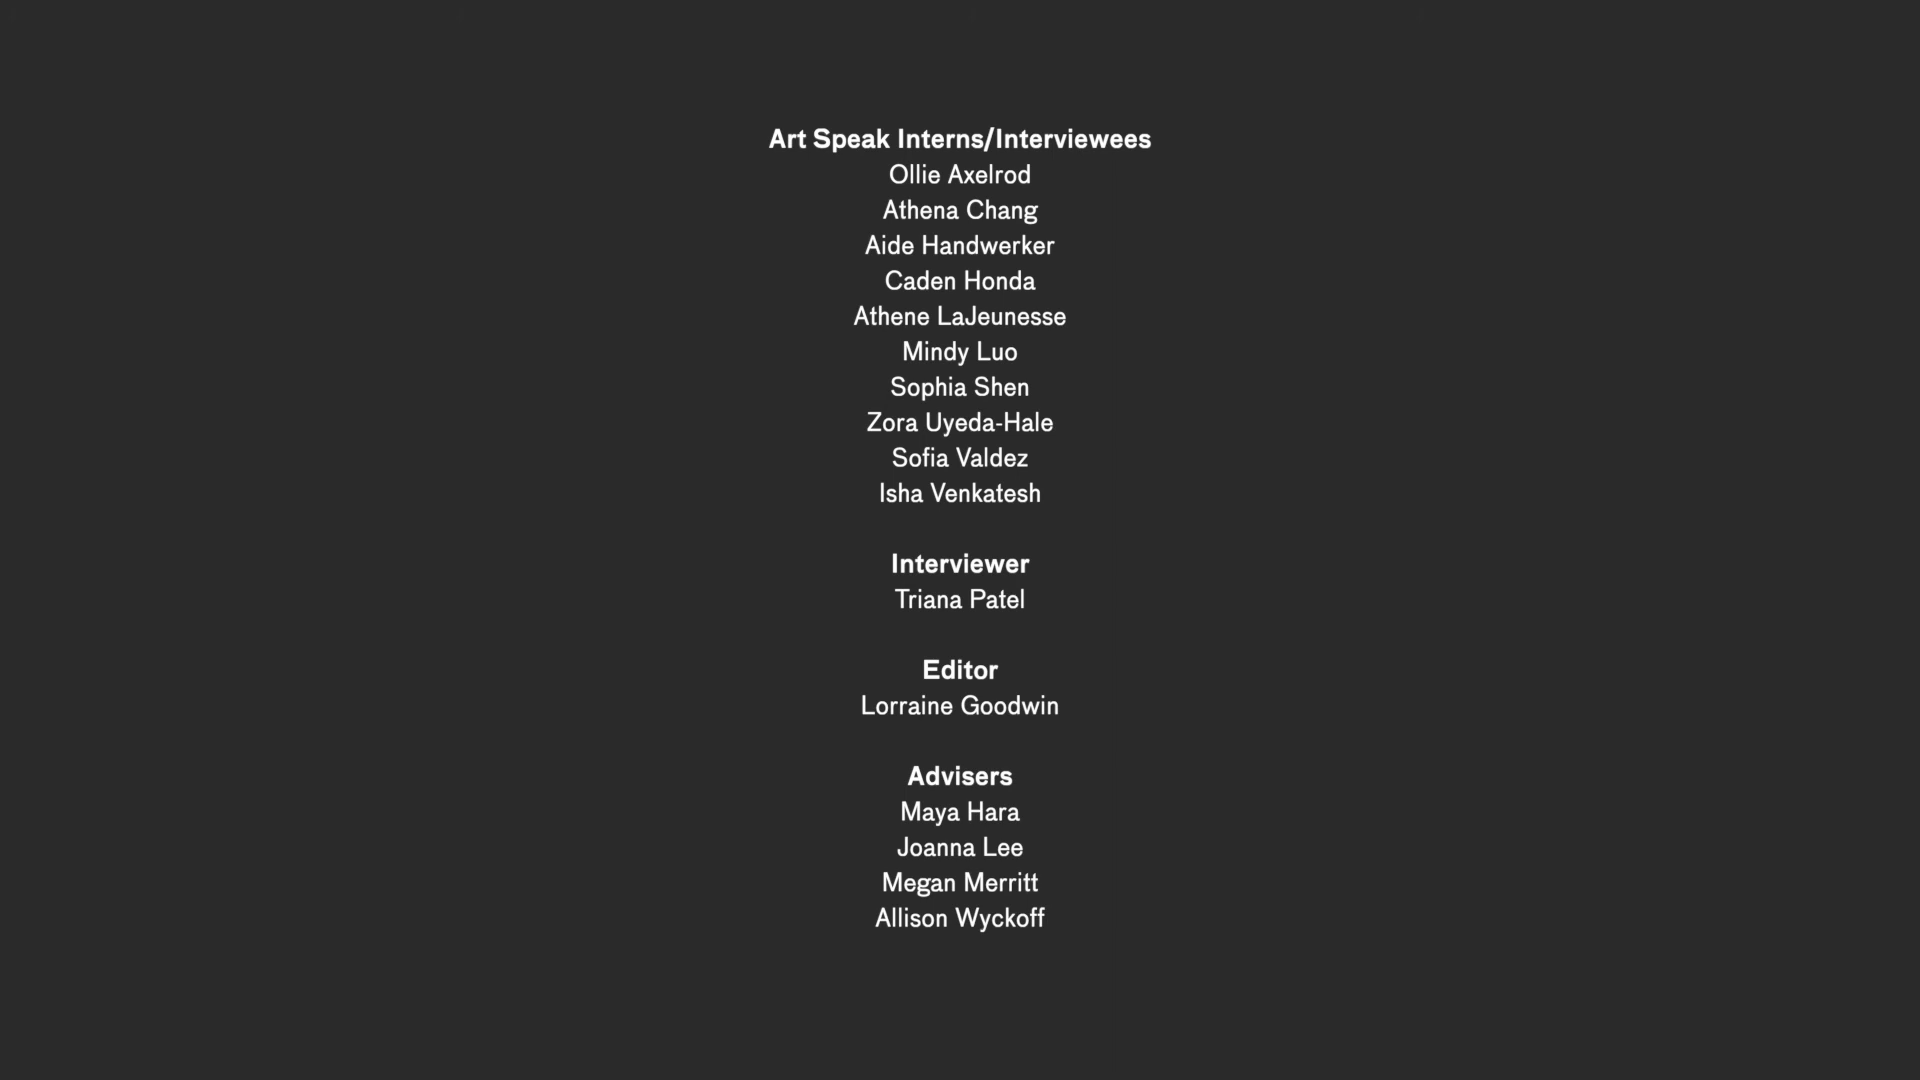 Art Speak Interns/Interviewees
Ollie Axelrod
Athena Chang
Aide Handwerker
Caden Honda
Athene LaJeunesse
Mindy Luo
Sophia Shen
Zora Uyeda-Hale
Sofia Valdez
Isha Venkatesh
Interviewer
Triana Patel
Editor
Lorraine Goodwin
Advisers
Maya Hara
Joanna Lee
Megan Merritt
Allison Wyckoff